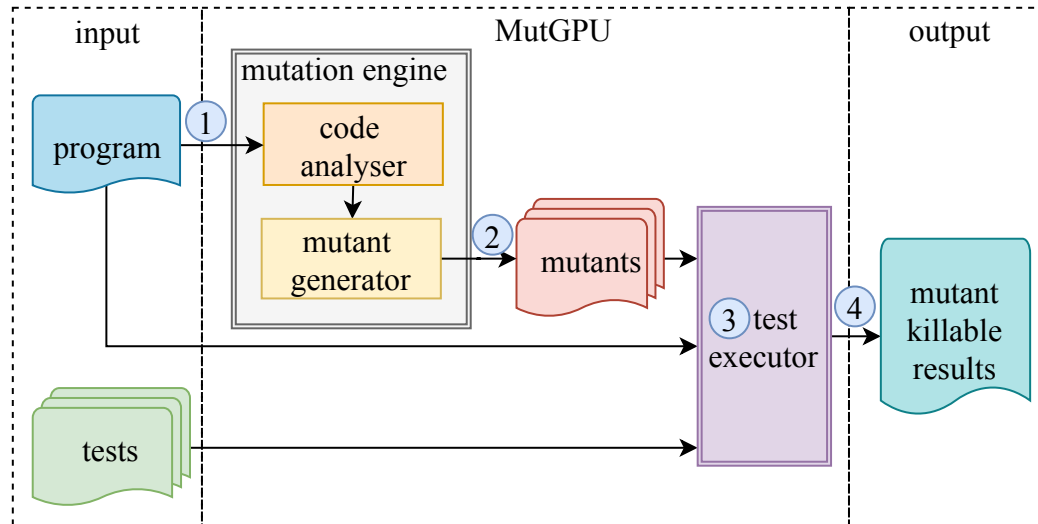 input
MutGPU
output
mutation engine
program
1
code
analyser
mutant
generator
2
mutants
3 test
executor
4
mutant
killable
results
tests